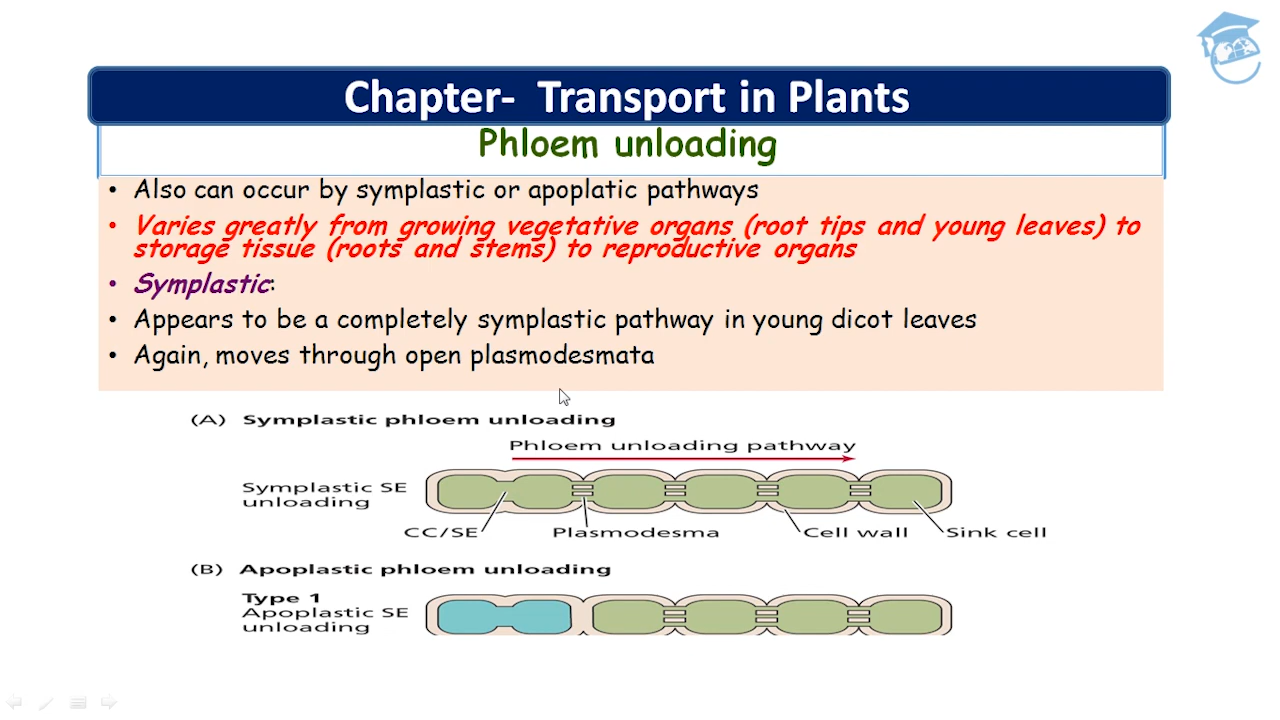 Chapter- Transport in Plants
Phloem unloading
• Also can occur by symplastic or apoplatic pathways
• Varies greatly from growing vegetative organs (root tips and young leaves) to
storage tissue (roots and stems) to reproductive organs
• Symplastic:
• Appears to be a completely symplastic pathway in young dicot leaves
• Again, moves through open plasmodesmata
(A) Symplastic phloem unloading
Phloem unloading pathway
Symplastic SE
unloading
CC/SE
Plasmodesma
Cell wall
Sink cell
(B) Apoplastic phloem unloading
Type 1
Apoplastic SE
unloading